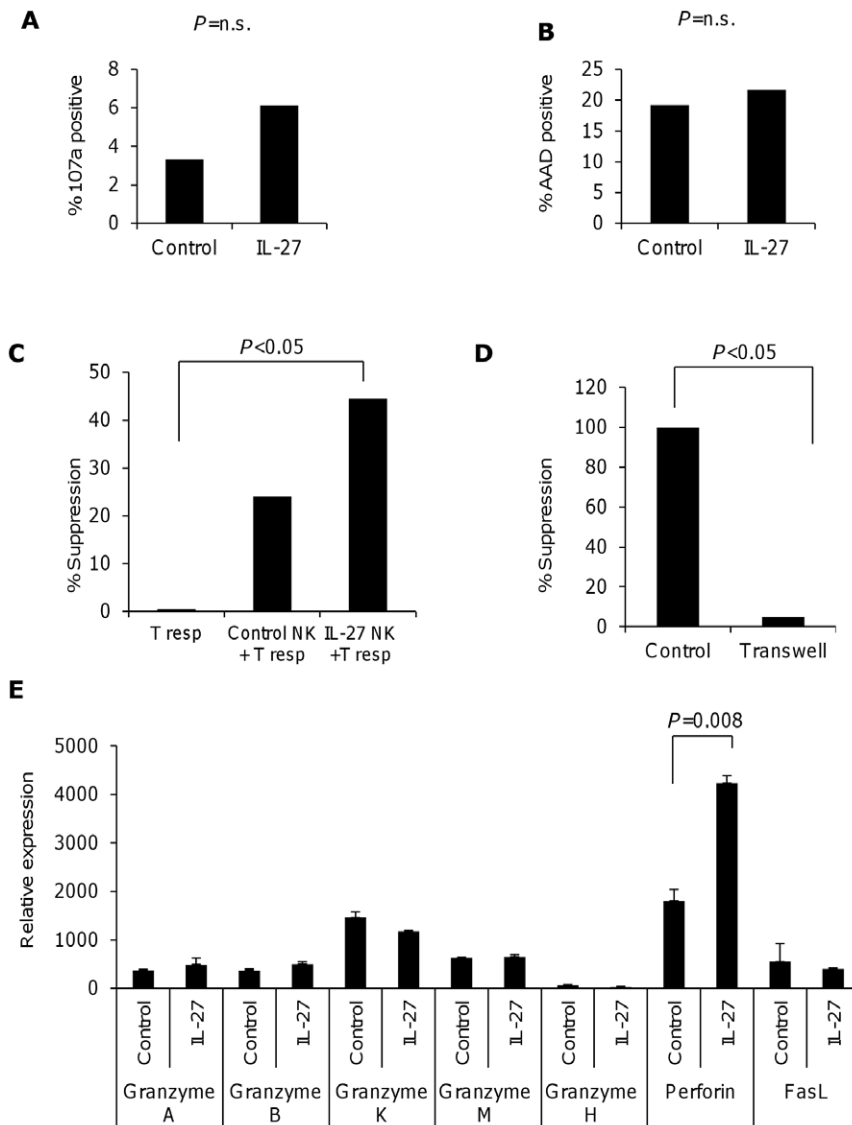 A
P=n.s.
%107a positive
8
6
4
2
0
Control
IL-27
B
P=n.s.
%AAD positive
25
20
15
10
5
0
Control
IL-27
C
P<0.05
%Suppression
50
40
30
20
10
0
T resp
Control NK
+ T resp
IL-27 NK
+T resp
D
P<0.05
%Suppression
120
100
80
60
40
20
0
Control
Transwell
E
P=0.008
Relative expression
5000
4000
3000
2000
1000
0
Control
IL-27
Control
IL-27
Control
IL-27
Control
IL-27
Control
IL-27
Control
IL-27
Control
IL-27
Granzyme
A
Granzyme
B
Granzyme
K
Granzyme
M
Granzyme
H
Perforin
FasL